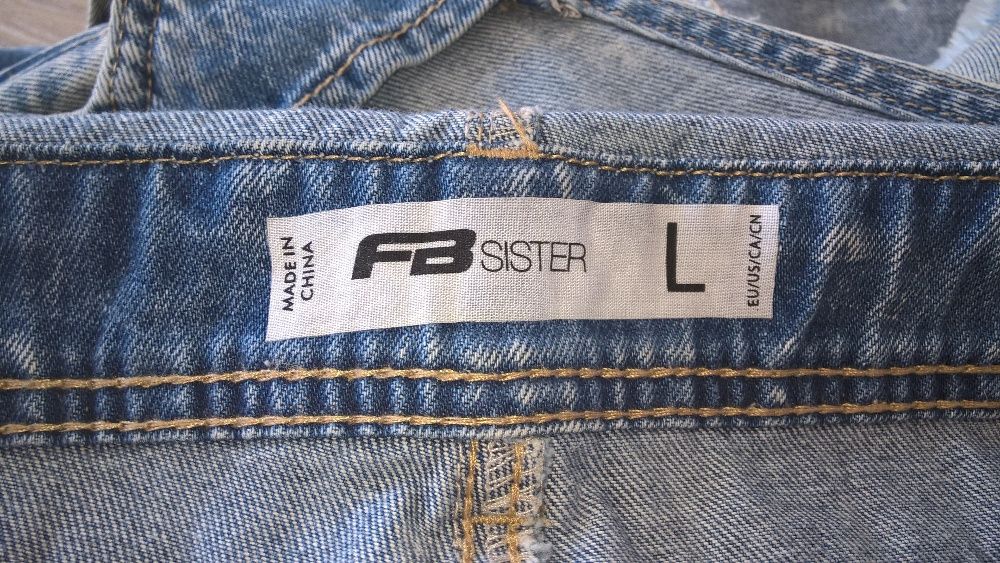 MADE IN
CHINA
FB SISTER
L
EU/US/CA/CN